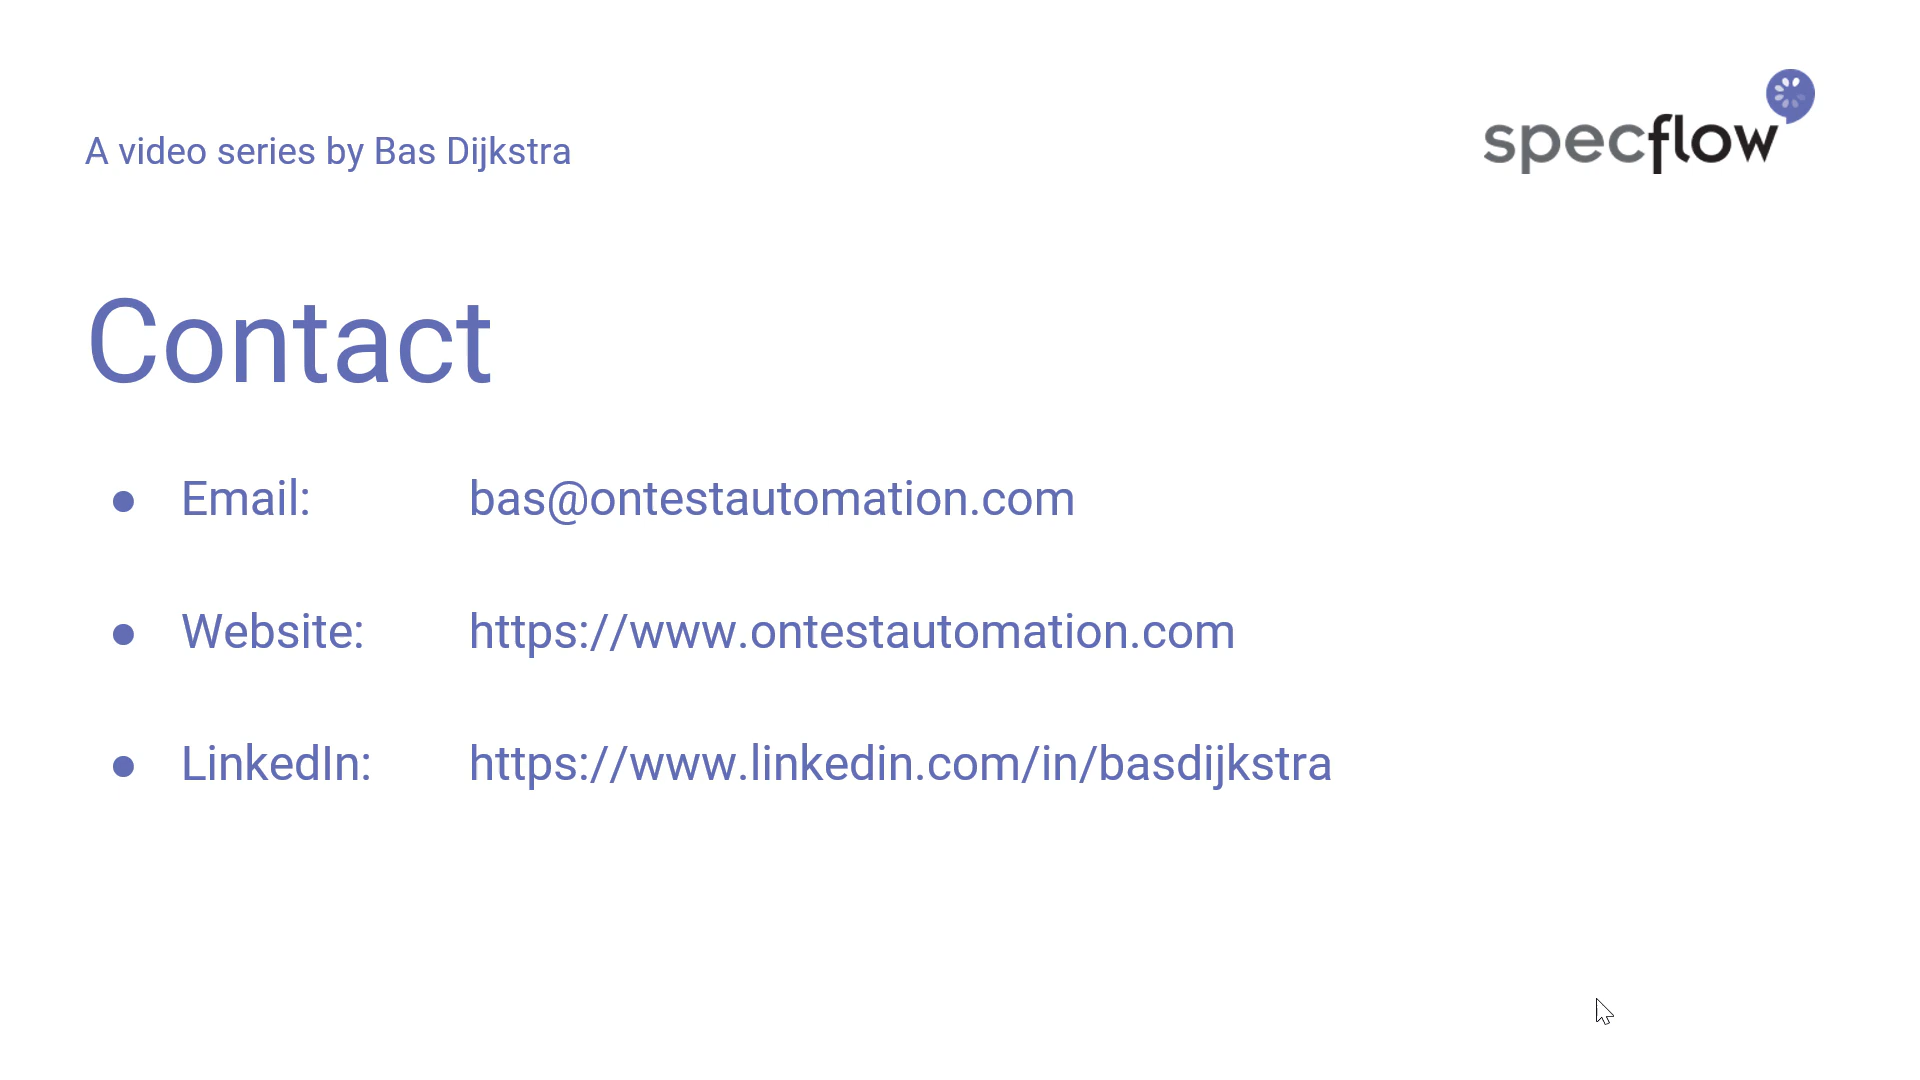 A video series by Bas Dijkstra
specflow
Contact
● Email: bas@ontestautomation.com
● Website: https://www.ontestautomation.com
● LinkedIn: https://www.linkedin.com/in/basdijkstra